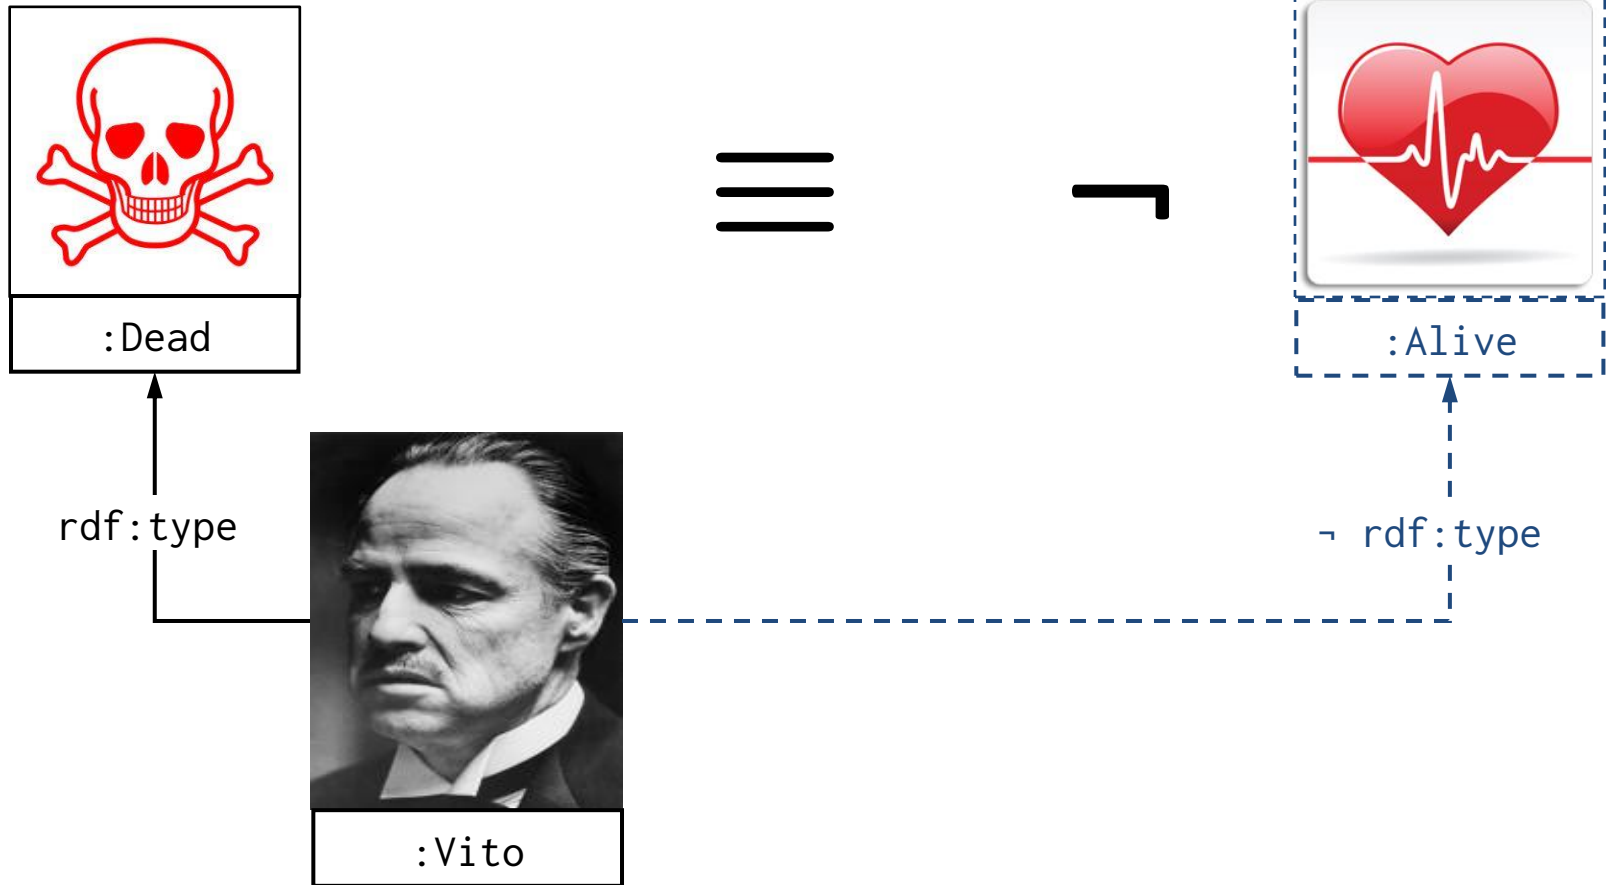 ≡ ¬
:Dead
:Alive
rdf:type
¬ rdf:type
:Vito